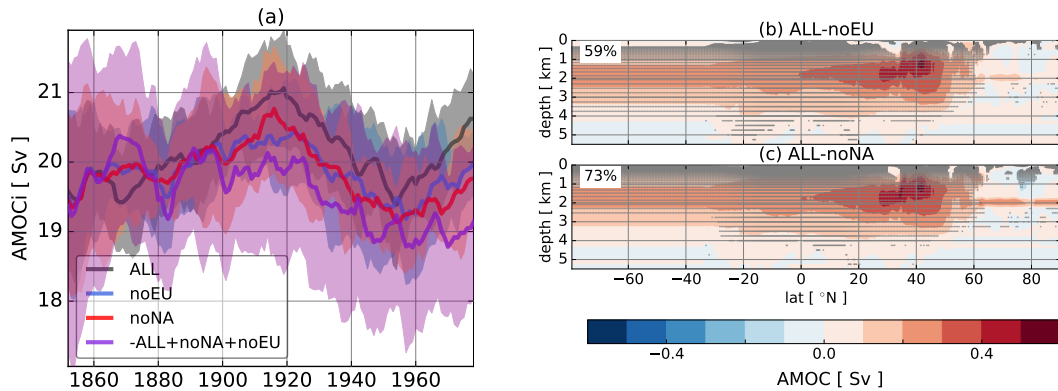 (a)
AMOCi [ Sv ]
21
20
19
18
1860 1880 1900 1920 1940 1960
ALL
noEU
noNA
-ALL+noNA+noEU
(b) ALL-noEU
59%
depth [ km ]
0
1
2
3
4
5
(c) ALL-noNA
73%
depth [ km ]
0
1
2
3
4
5
−60 −40 −20 0 20 40 60 80
lat [ °N ]
−0.4 0.0 0.4
AMOC [ Sv ]